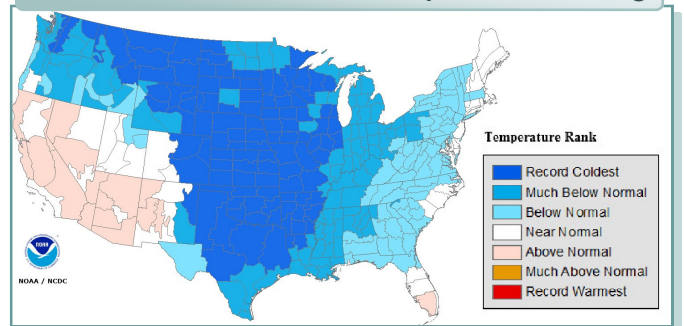 Temperature Rank
Record Coldest
Much Below Normal
Below Normal
Near Normal
Above Normal
Much Above Normal
Record Warmest
NOAA
NOAA / NCDC